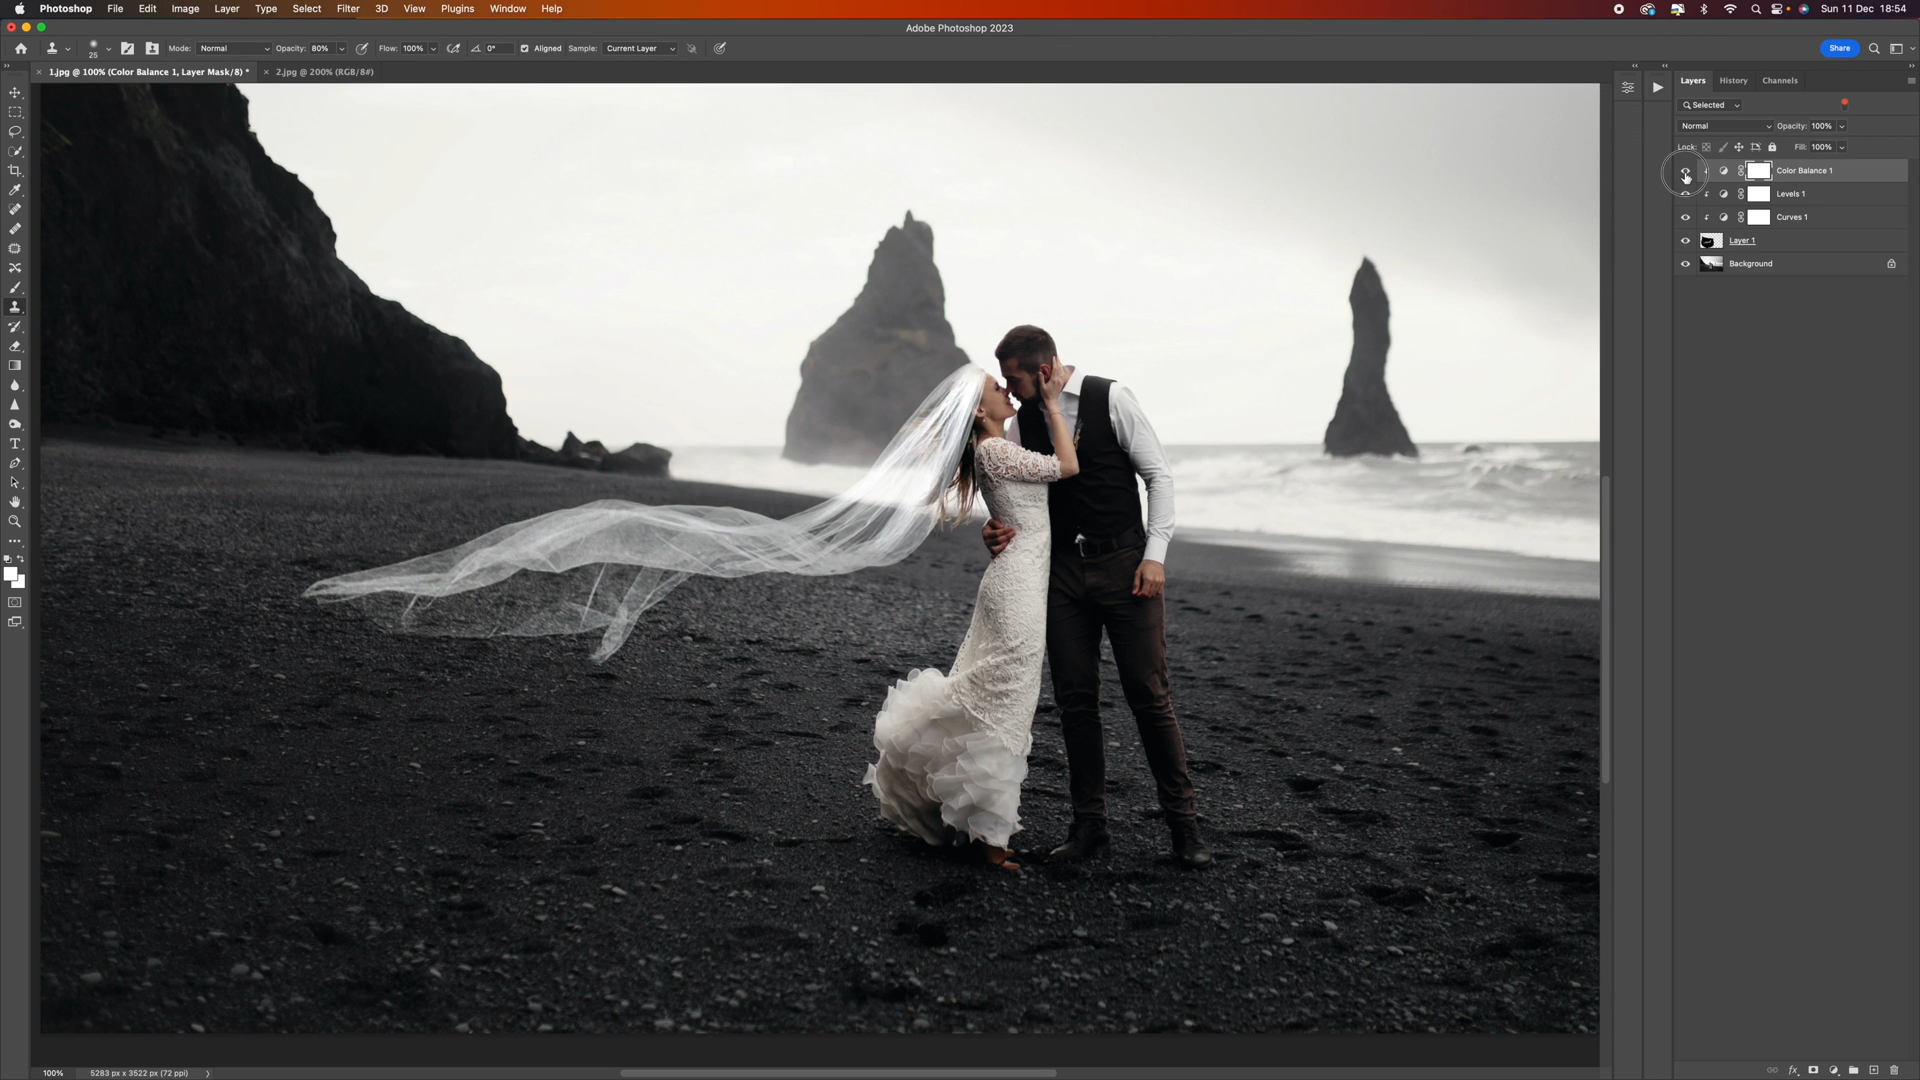 Photoshop File Edit Image Layer Type Select Filter 3D View Plugins Window Help Sun 11 Dec 18:54
Adobe Photoshop 2023
25 Mode: Normal Opacity: 80% Flow: 100% 0° Aligned Sample: Current Layer Share
1.jpg @ 100% (Color Balance 1, Layer Mask/8) * 2.jpg @ 200% (RGB/8#)
Layers History Channels
Selected
Normal Opacity: 100%
Lock: Fill: 100%
Color Balance 1
Levels 1
Curves 1
Layer 1
Background
100% 5283 px x 3522 px (72 ppi)